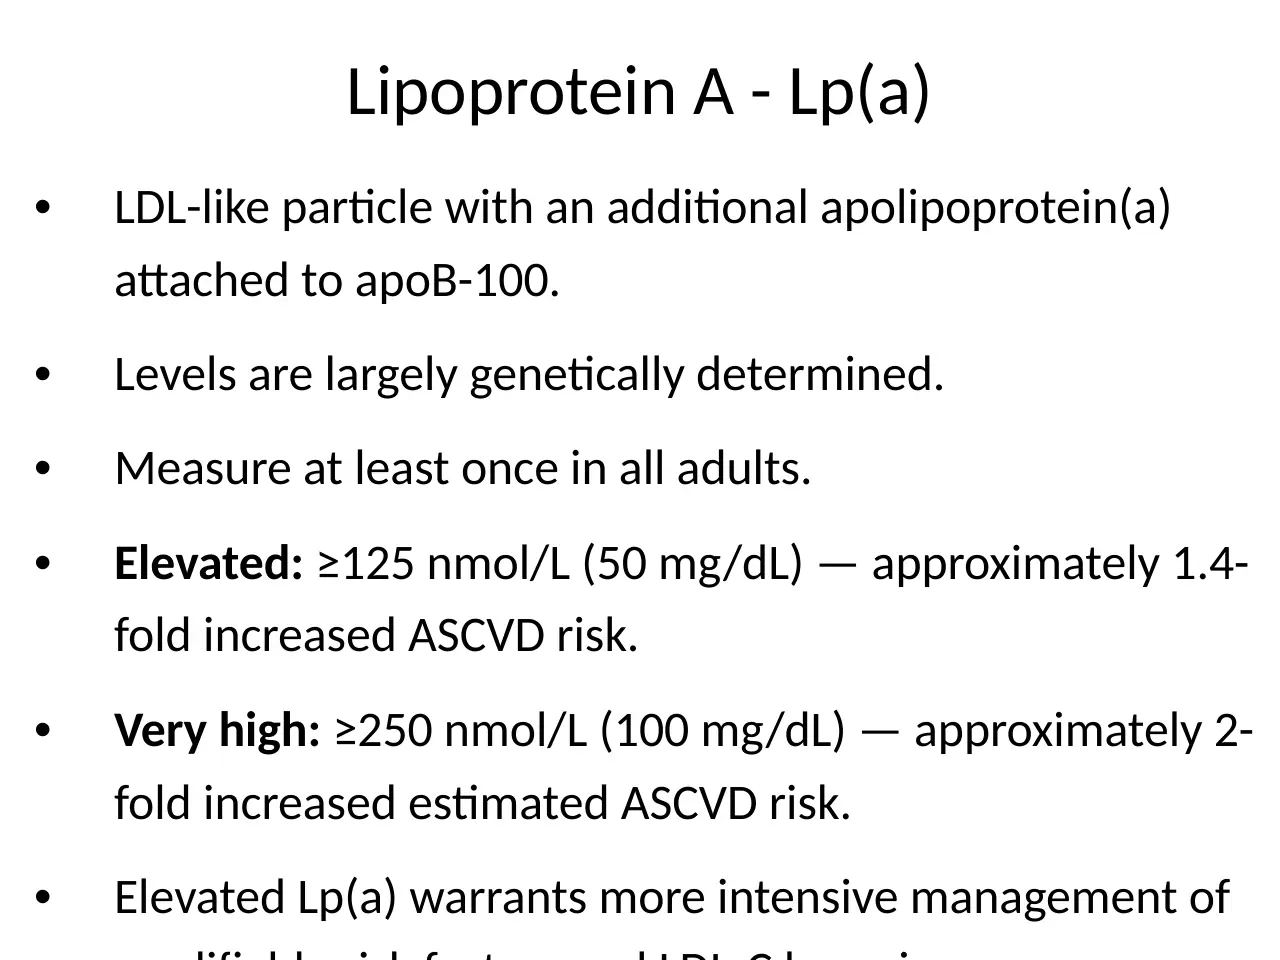 Lipoprotein A - Lp(a)
• LDL-like particle with an additional apolipoprotein(a)
attached to apoB-100.
• Levels are largely genetically determined.
• Measure at least once in all adults.
• Elevated: ≥125 nmol/L (50 mg/dL) — approximately 1.4-
fold increased ASCVD risk.
• Very high: ≥250 nmol/L (100 mg/dL) — approximately 2-
fold increased estimated ASCVD risk.
• Elevated Lp(a) warrants more intensive management of